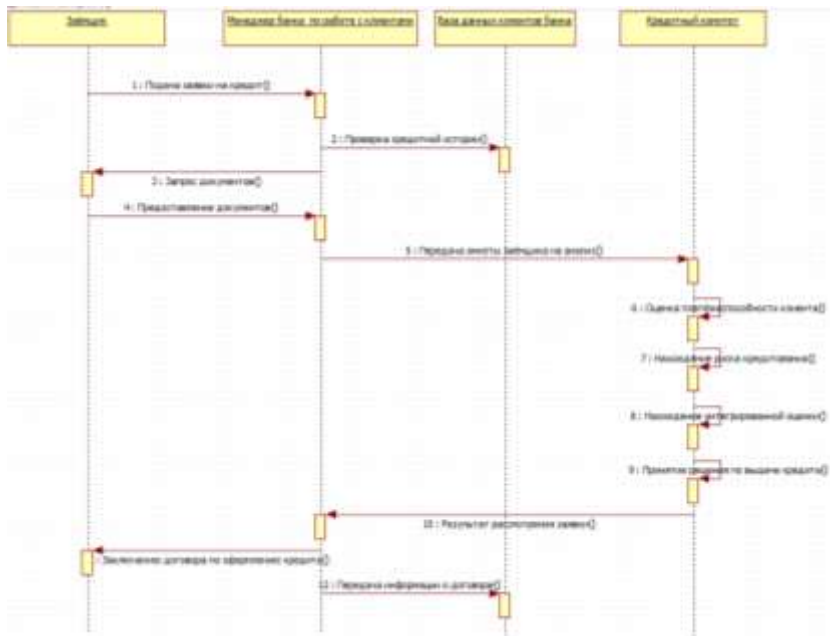 Заёмщик
Менеджер банка по работе с клиентами
База данных клиентов банка
Кредитный комитет
1 : Подача заявки на кредит()
2 : Проверка кредитной истории()
3 : Запрос документов()
4 : Предоставление документов()
5 : Передача анкеты Заёмщика на анализ()
6 : Оценка платежеспособности клиента()
7 : Нахождение риска кредитования()
8 : Нахождение интегрированной оценки()
9 : Принятие решения по выдаче кредита()
10 : Результат рассмотрения заявки()
: Заключение договора по оформлению кредита()
12 : Передача информации о договоре()